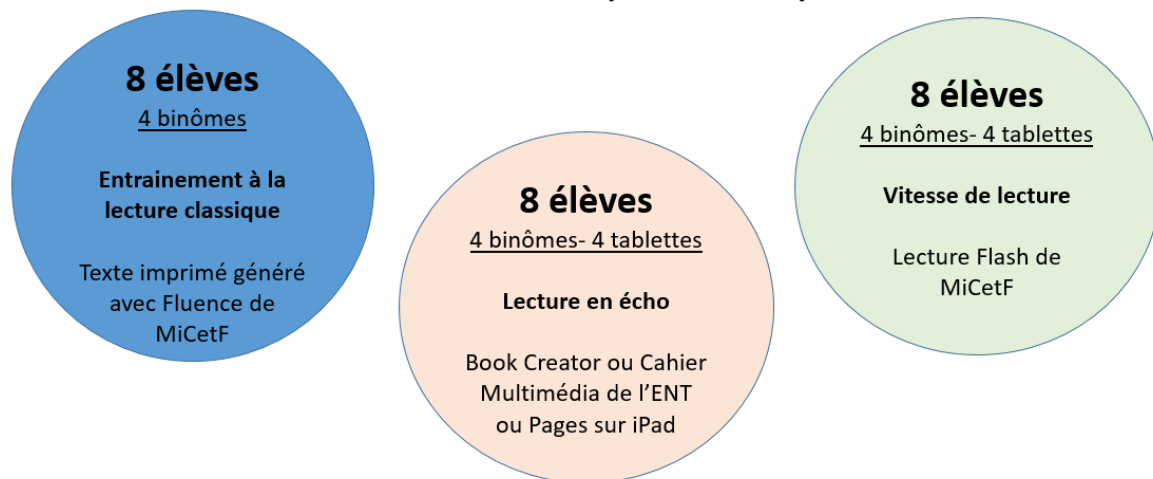 8 élèves
4 binômes
Entrainement à la
lecture classique
Texte imprimé généré
avec Fluence de
MiCetF
8 élèves
4 binômes- 4 tablettes
Lecture en écho
Book Creator ou Cahier
Multimédia de l'ENT
ou Pages sur iPad
8 élèves
4 binômes- 4 tablettes
Vitesse de lecture
Lecture Flash de
MiCetF